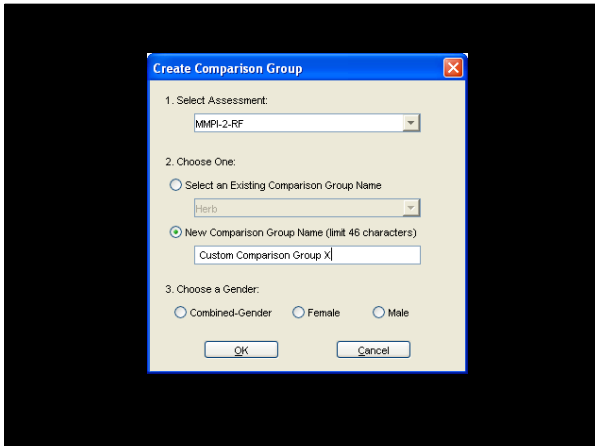 Create Comparison Group
1. Select Assessment:
MMPI-2-RF
2. Choose One:
Select an Existing Comparison Group Name
Herb
New Comparison Group Name (limit 46 characters)
Custom Comparison Group X
3. Choose a Gender:
Combined-Gender Female Male
OK Cancel